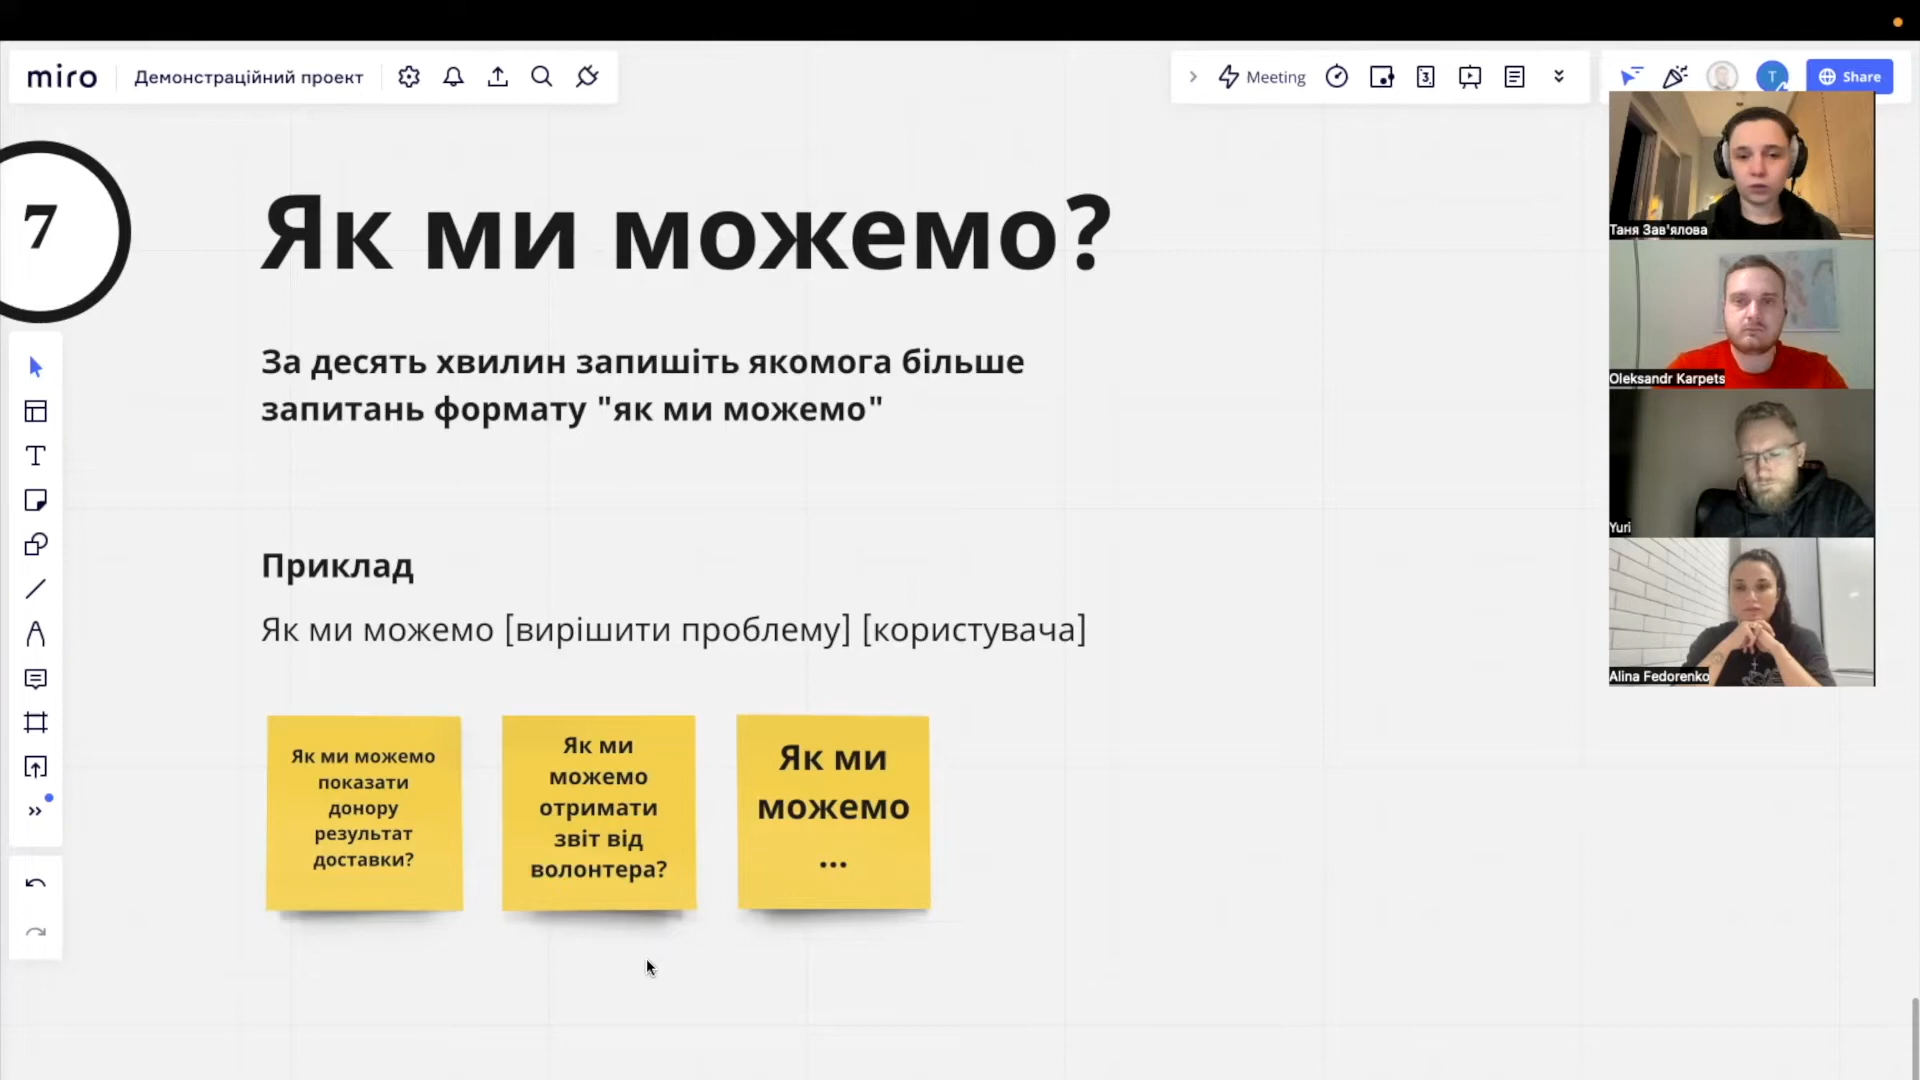 miro
Демонстраційний проект
Meeting
3
T
Share
7
Як ми можемо?
За десять хвилин запишіть якомога більше
запитань формату "як ми можемо"
Приклад
Як ми можемо [вирішити проблему] [користувача]
Як ми можемо
показати
донору
результат
доставки?
Як ми
можемо
отримати
звіт від
волонтера?
Як ми
можемо
...
Таня Зав'ялова
Oleksandr Karpets
Yuri
Alina Fedorenko